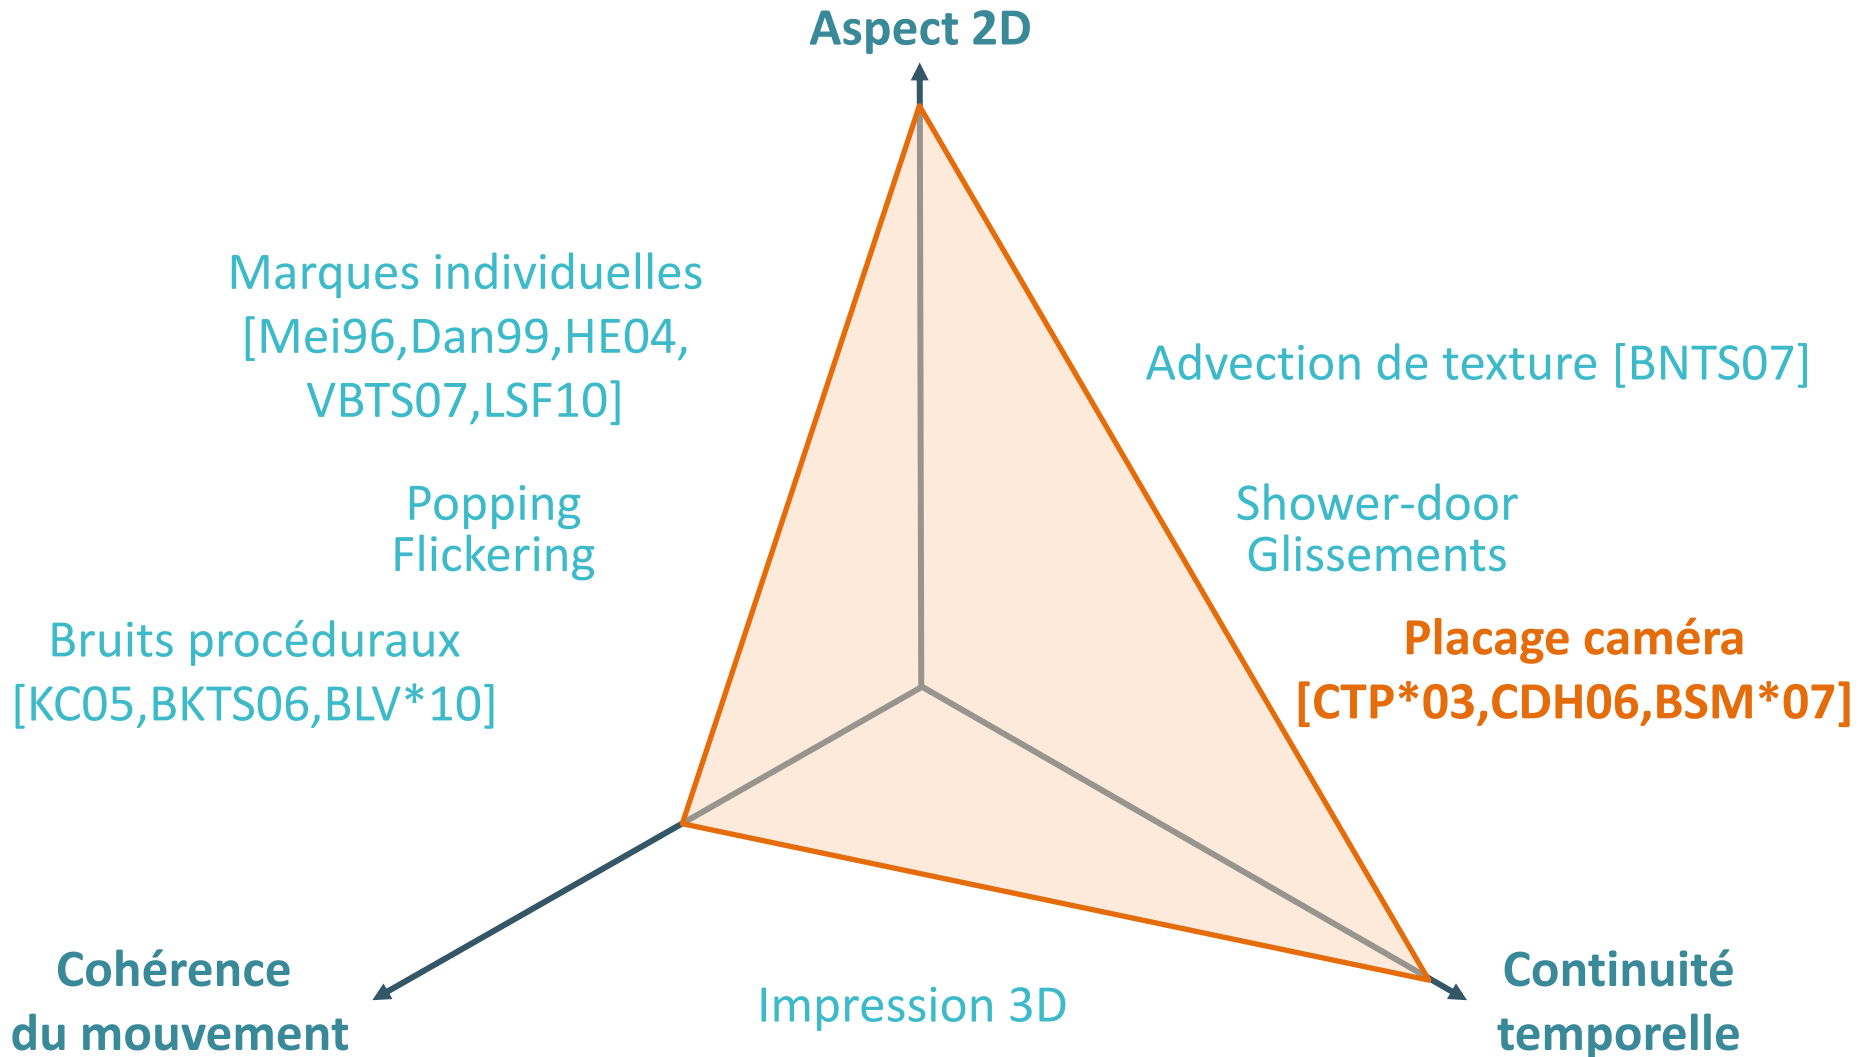 Aspect 2D
Marques individuelles
[Mei96,Dan99,HE04,
VBTS07,LSF10]
Advection de texture [BNTS07]
Popping
Flickering
Shower-door
Glissements
Bruits procéduraux
[KC05,BKTS06,BLV*10]
Placage caméra
[CTP*03,CDH06,BSM*07]
Cohérence
du mouvement
Impression 3D
Continuité
temporelle